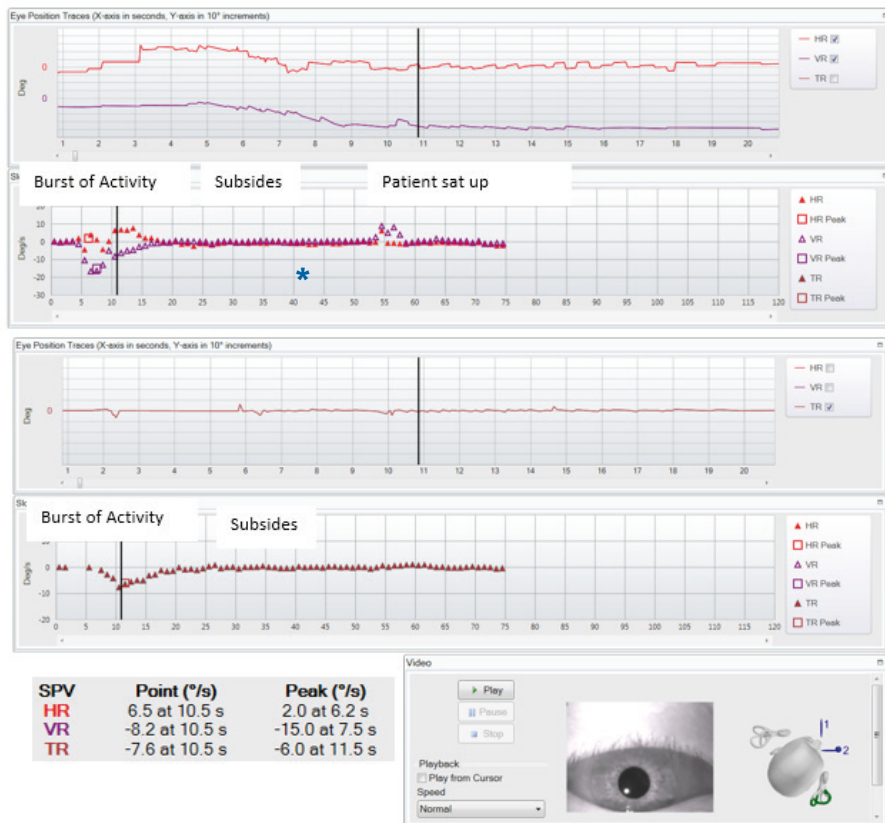 Eye Position Traces (X-axis in seconds, Y-axis in 10° increments)
0
0
Deg
1 2 3 4 5 6 7 8 9 10 11 12 13 14 15 16 17 18 19 20
HR
VR
TR
Burst of Activity Subsides Patient sat up
Deg/s
20
10
0
-10
-20
-30
*
0 5 10 15 20 25 30 35 40 45 50 55 60 65 70 75 80 85 90 95 100 105 110 115 120
HR
HR Peak
VR
VR Peak
TR
TR Peak
Eye Position Traces (X-axis in seconds, Y-axis in 10° increments)
0
Deg
1 2 3 4 5 6 7 8 9 10 11 12 13 14 15 16 17 18 19 20
HR
VR
TR
Burst of Activity Subsides
Deg/s
0
-10
-20
0 5 10 15 20 25 30 35 40 45 50 55 60 65 70 75 80 85 90 95 100 105 110 115 120
HR
HR Peak
VR
VR Peak
TR
TR Peak
SPV Point (°/s) Peak (°/s)
HR 6.5 at 10.5 s 2.0 at 6.2 s
VR -8.2 at 10.5 s -15.0 at 7.5 s
TR -7.6 at 10.5 s -6.0 at 11.5 s
Video
Play
Pause
Stop
Playback
Play from Cursor
Speed
Normal
1
2